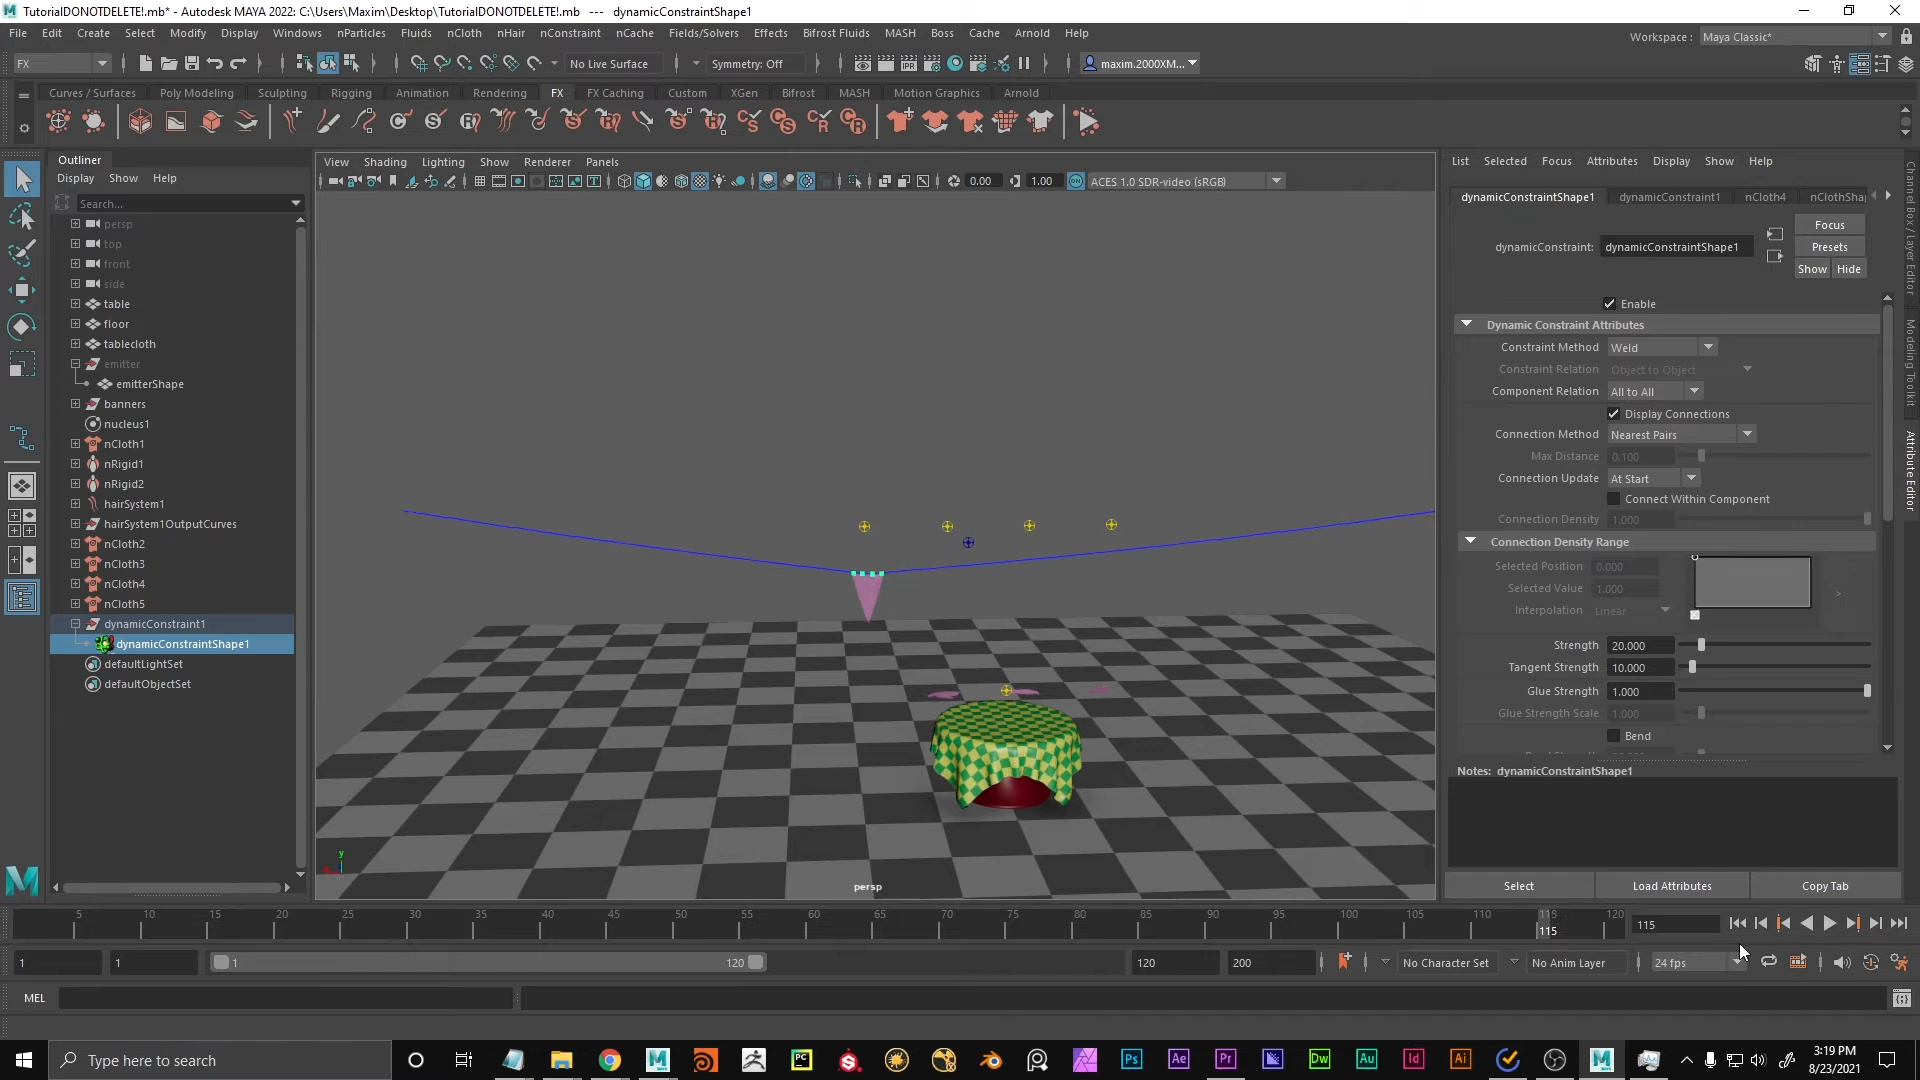 TutorialDONOTDELETE!.mb* - Autodesk MAYA 2022: C:\Users\Maxim\Desktop\TutorialDONOTDELETE!.mb --- dynamicConstraintShape1
File Edit Create Select Modify Display Windows nParticles Fluids nCloth nHair nConstraint nCache Fields/Solvers Effects Bifrost Fluids MASH Boss Cache Arnold Help
Workspace : Maya Classic*
FX No Live Surface Symmetry: Off maxim.2000XM...
Curves / Surfaces Poly Modeling Sculpting Rigging Animation Rendering FX FX Caching Custom XGen Bifrost MASH Motion Graphics Arnold
Outliner
Display Show Help
Search...
persp
top
front
side
table
floor
tablecloth
emitter
emitterShape
banners
nucleus1
nCloth1
nRigid1
nRigid2
hairSystem1
hairSystem1OutputCurves
nCloth2
nCloth3
nCloth4
nCloth5
dynamicConstraint1
dynamicConstraintShape1
defaultLightSet
defaultObjectSet
View Shading Lighting Show Renderer Panels
0.00 1.00 ACES 1.0 SDR-video (sRGB)
persp
List Selected Focus Attributes Display Show Help
dynamicConstraintShape1 dynamicConstraint1 nCloth4 nClothShap
dynamicConstraint: dynamicConstraintShape1
Focus
Presets
Show Hide
Enable
Dynamic Constraint Attributes
Constraint Method Weld
Constraint Relation Object to Object
Component Relation All to All
Display Connections
Connection Method Nearest Pairs
Max Distance 0.100
Connection Update At Start
Connect Within Component
Connection Density 1.000
Connection Density Range
Selected Position 0.000
Selected Value 1.000
Interpolation Linear
Strength 20.000
Tangent Strength 10.000
Glue Strength 1.000
Glue Strength Scale 1.000
Bend
Notes: dynamicConstraintShape1
Select Load Attributes Copy Tab
Channel Box / Layer Editor
Modeling Toolkit
Attribute Editor
5 10 15 20 25 30 35 40 45 50 55 60 65 70 75 80 85 90 95 100 105 110 115 120
115
115
1 1 1 120 120 200 No Character Set No Anim Layer 24 fps
MEL
Type here to search
3:19 PM
8/23/2021